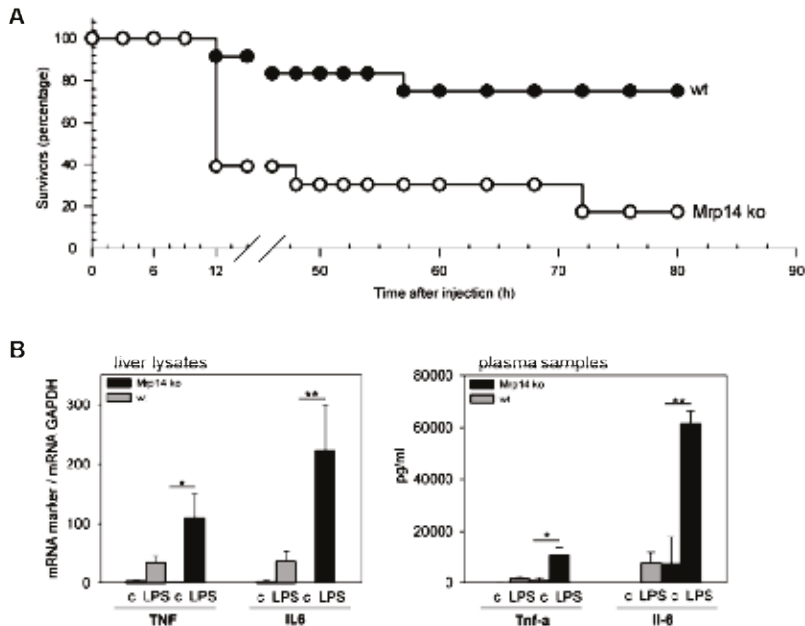 A
100
80
60
40
20
0
Survivors (percentage)
wt
Mrp14 ko
0 6 12 50 60 70 80 90
Time after injection (h)
B
liver lysates
Mrp14 ko
wt
300
200
100
0
mRNA marker / mRNA GAPDH
*
**
c LPS c LPS c LPS c LPS
TNF IL6
plasma samples
80000
Mrp14 ko
wt
60000
40000
20000
0
pg/ml
*
**
c LPS c LPS c LPS c LPS
Tnf-a Il-6